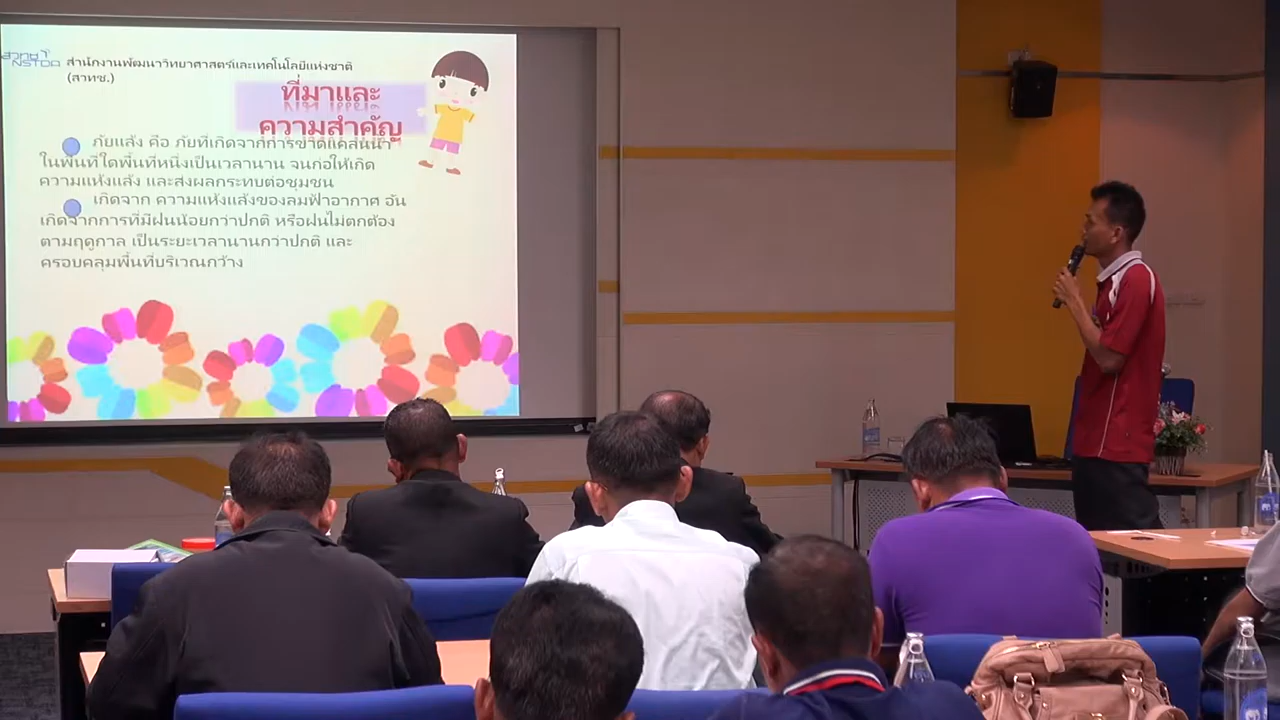 สวทช
NSTDA
สำนักงานพัฒนาวิทยาศาสตร์และเทคโนโลยีแห่งชาติ
(สวทช.)
ที่มาและ
ความสำคัญ
ภัยแล้ง คือ ภัยที่เกิดจากการขาดแคลนน้ำ
ในพื้นที่ใดพื้นที่หนึ่งเป็นเวลานาน จนก่อให้เกิด
ความแห้งแล้ง และส่งผลกระทบต่อชุมชน
เกิดจาก ความแห้งแล้งของลมฟ้าอากาศ อัน
เกิดจากการที่มีฝนน้อยกว่าปกติ หรือฝนไม่ตกต้อง
ตามฤดูกาล เป็นระยะเวลานานกว่าปกติ และ
ครอบคลุมพื้นที่บริเวณกว้าง